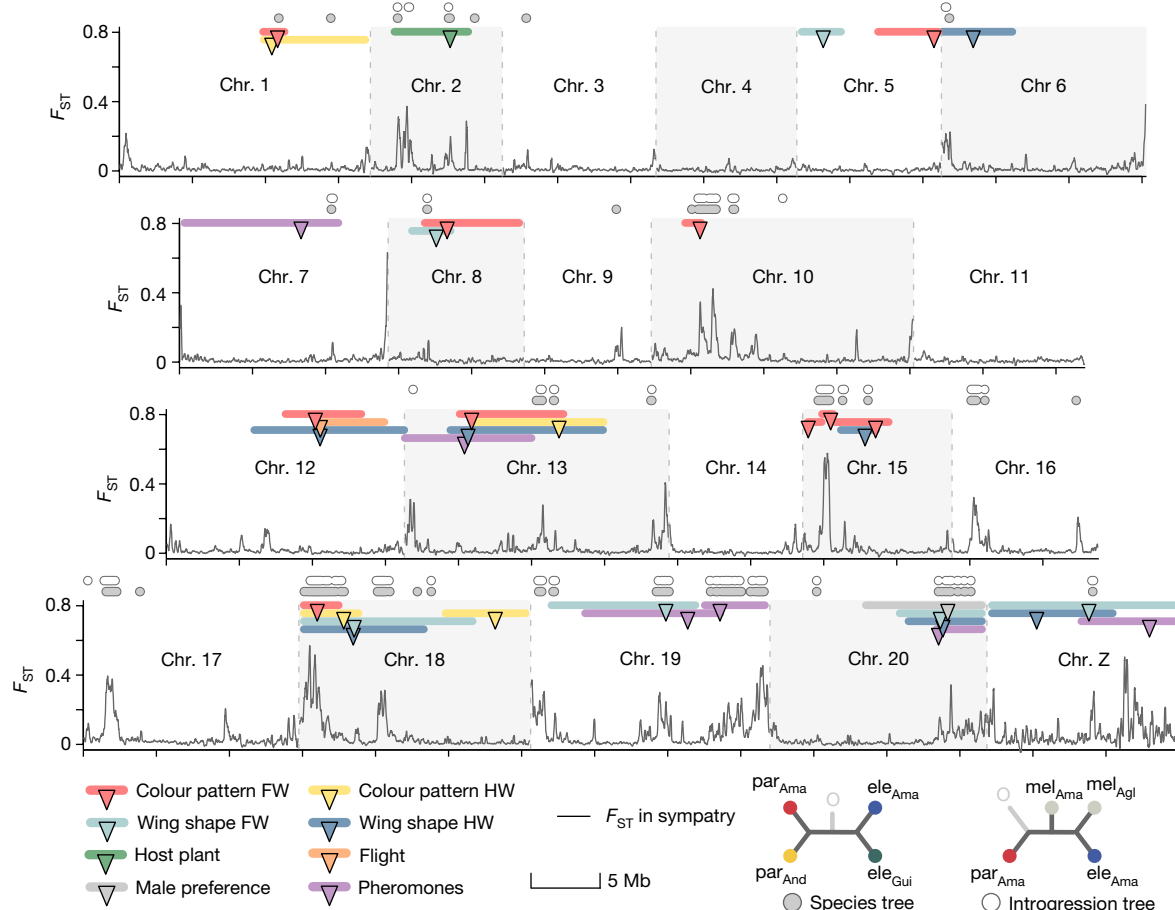 0.8
0.4
0
F_ST
Chr. 1
Chr. 2
Chr. 3
Chr. 4
Chr. 5
Chr 6
0.8
0.4
0
F_ST
Chr. 7
Chr. 8
Chr. 9
Chr. 10
Chr. 11
0.8
0.4
0
F_ST
Chr. 12
Chr. 13
Chr. 14
Chr. 15
Chr. 16
0.8
0.4
0
F_ST
Chr. 17
Chr. 18
Chr. 19
Chr. 20
Chr. Z
Colour pattern FW
Colour pattern HW
Wing shape FW
Wing shape HW
Host plant
Flight
Male preference
Pheromones
F_ST in sympatry
5 Mb
par_Ama
O
ele_Ama
par_And
ele_Gui
Species tree
O
mel_Ama
mel_Agl
par_Ama
ele_Ama
Introgression tree